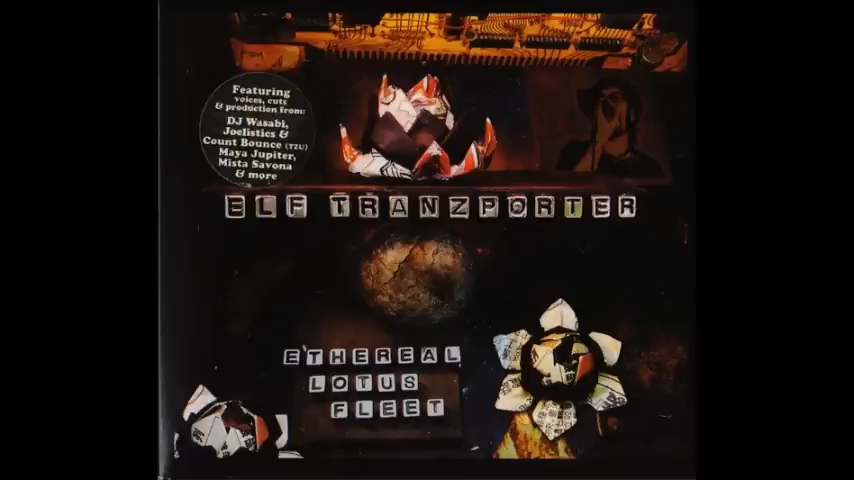 Featuring
voices, cuts
& production from:
DJ Wasabi,
Joelistics &
Count Bounce (TZU)
Maya Jupiter,
Mista Savona
& more
ELF TRANZPORTER
ETHEREAL
LOTUS
FLEET